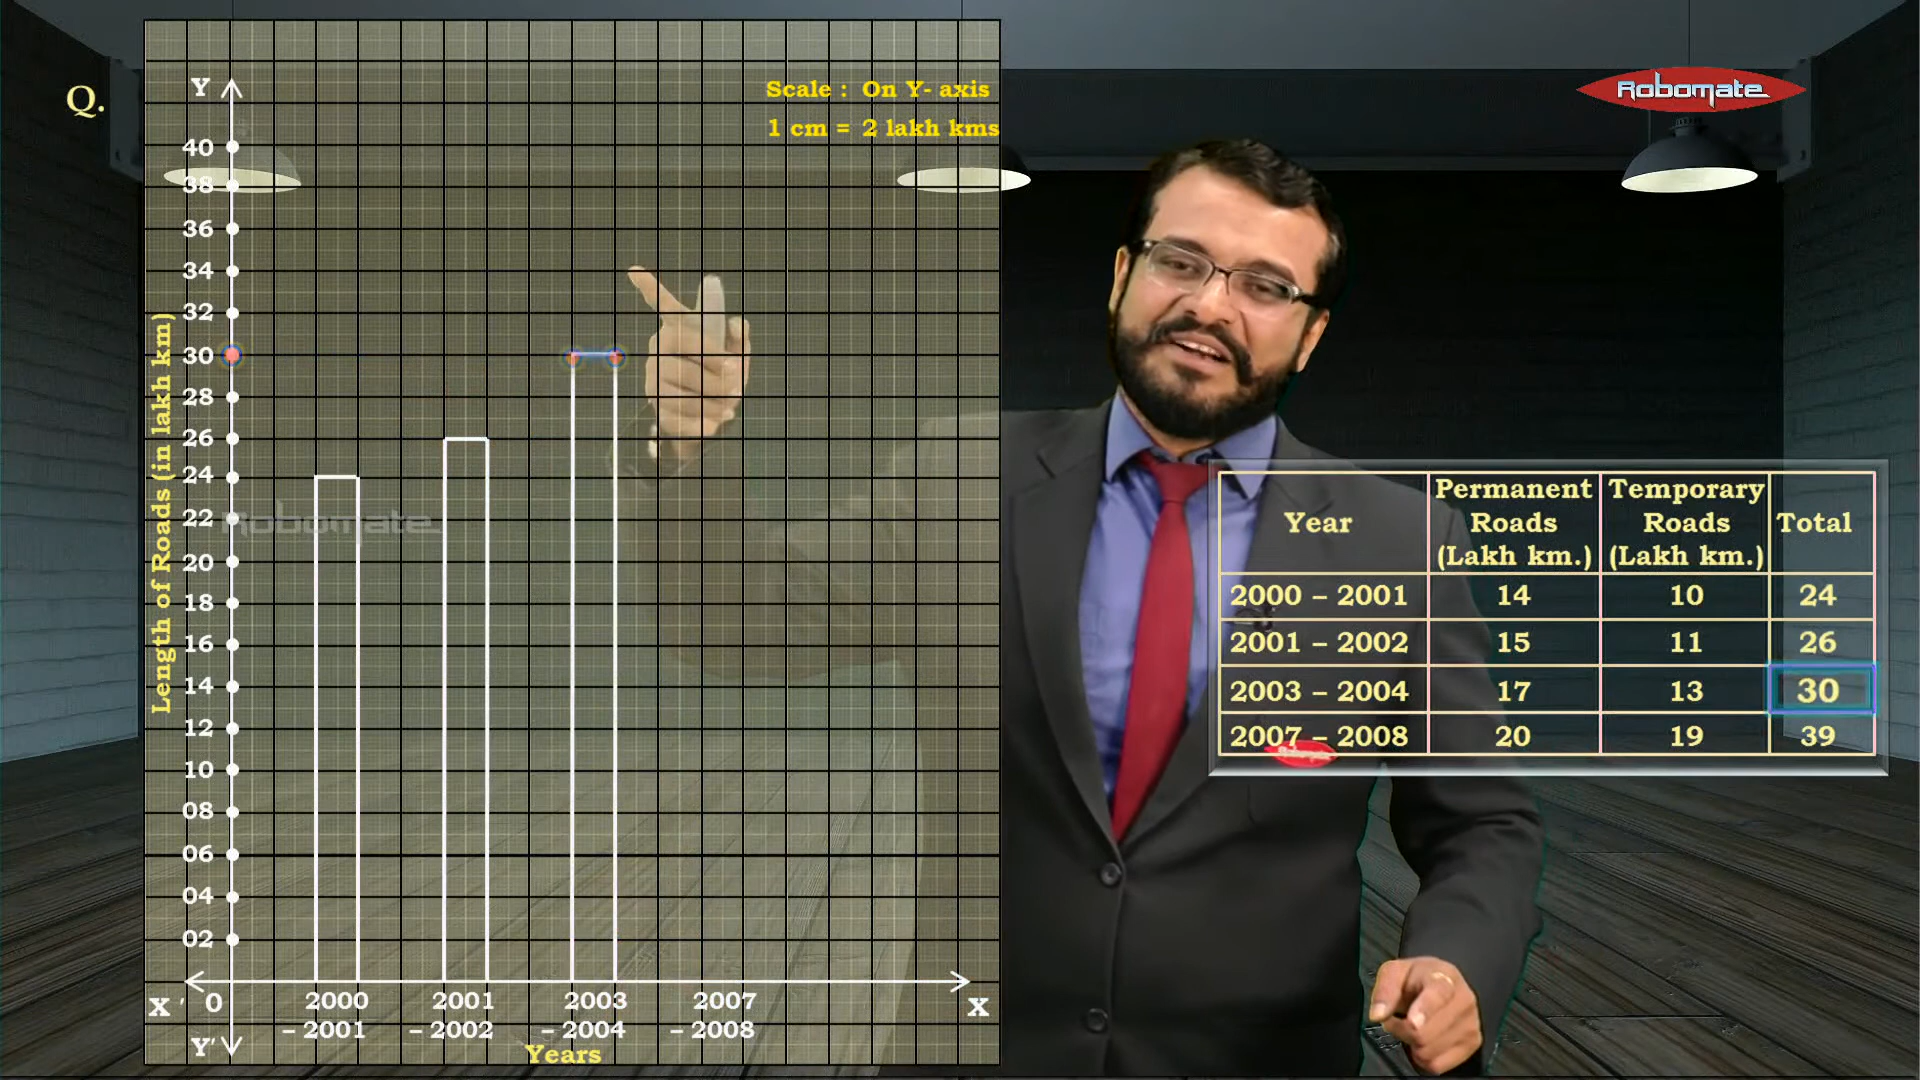 Q.
Y
Scale : On Y- axis
1 cm = 2 lakh kms
Robomate
40
38
36
34
32
30
28
26
24
22
20
18
16
14
12
10
08
06
04
02
Length of Roads (in lakh km)
Robomate
X ′ 0 2000 2001 2003 2007 X
– 2001 – 2002 – 2004 – 2008
Y′
Years
Year Permanent Roads (Lakh km.) Temporary Roads (Lakh km.) Total
2000 – 2001 14 10 24
2001 – 2002 15 11 26
2003 – 2004 17 13 30
2007 – 2008 20 19 39